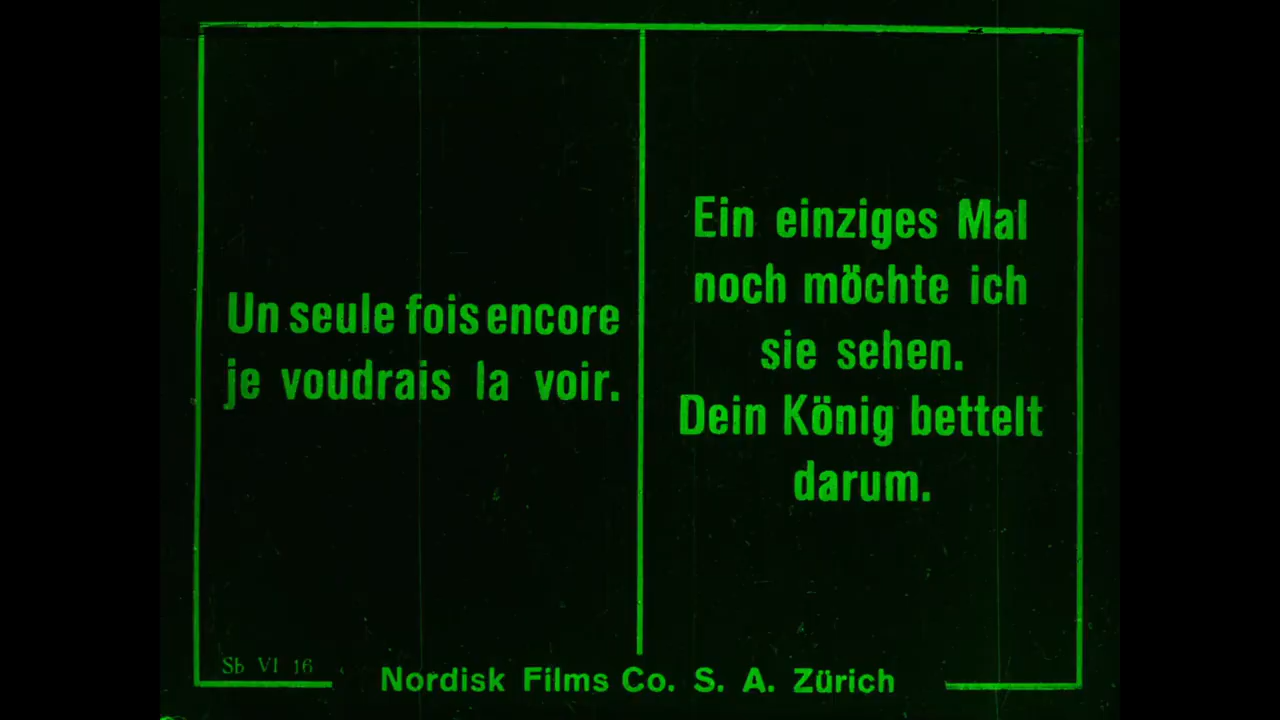 Un seule fois encore
je voudrais la voir.
Ein einziges Mal
noch möchte ich
sie sehen.
Dein König bettelt
darum.
Sb VI 16
Nordisk Films Co. S. A. Zürich